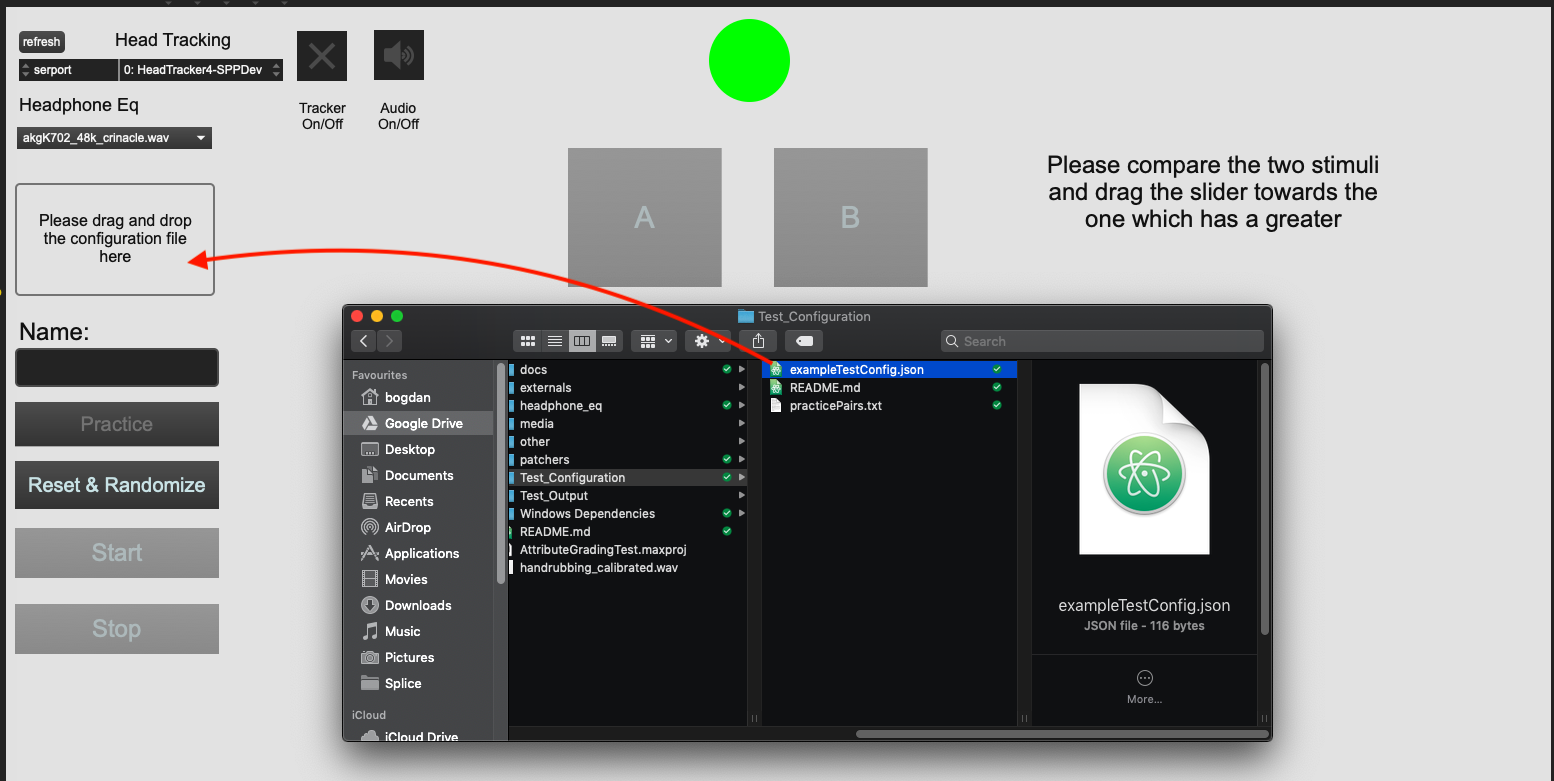 refresh
Head Tracking
serport
0: HeadTracker4-SPPDev
Headphone Eq
akgK702_48k_crinacle.wav
Tracker
On/Off
Audio
On/Off
Please drag and drop
the configuration file
here
Name:
Practice
Reset & Randomize
Start
Stop
A
B
Please compare the two stimuli
and drag the slider towards the
one which has a greater
Test_Configuration
Search
Favourites
bogdan
Google Drive
Desktop
Documents
Recents
AirDrop
Applications
Movies
Downloads
Music
Pictures
Splice
iCloud
iCloud Drive
docs
externals
headphone_eq
media
other
patchers
Test_Configuration
Test_Output
Windows Dependencies
README.md
AttributeGradingTest.maxproj
handrubbing_calibrated.wav
exampleTestConfig.json
README.md
practicePairs.txt
exampleTestConfig.json
JSON file - 116 bytes
More...